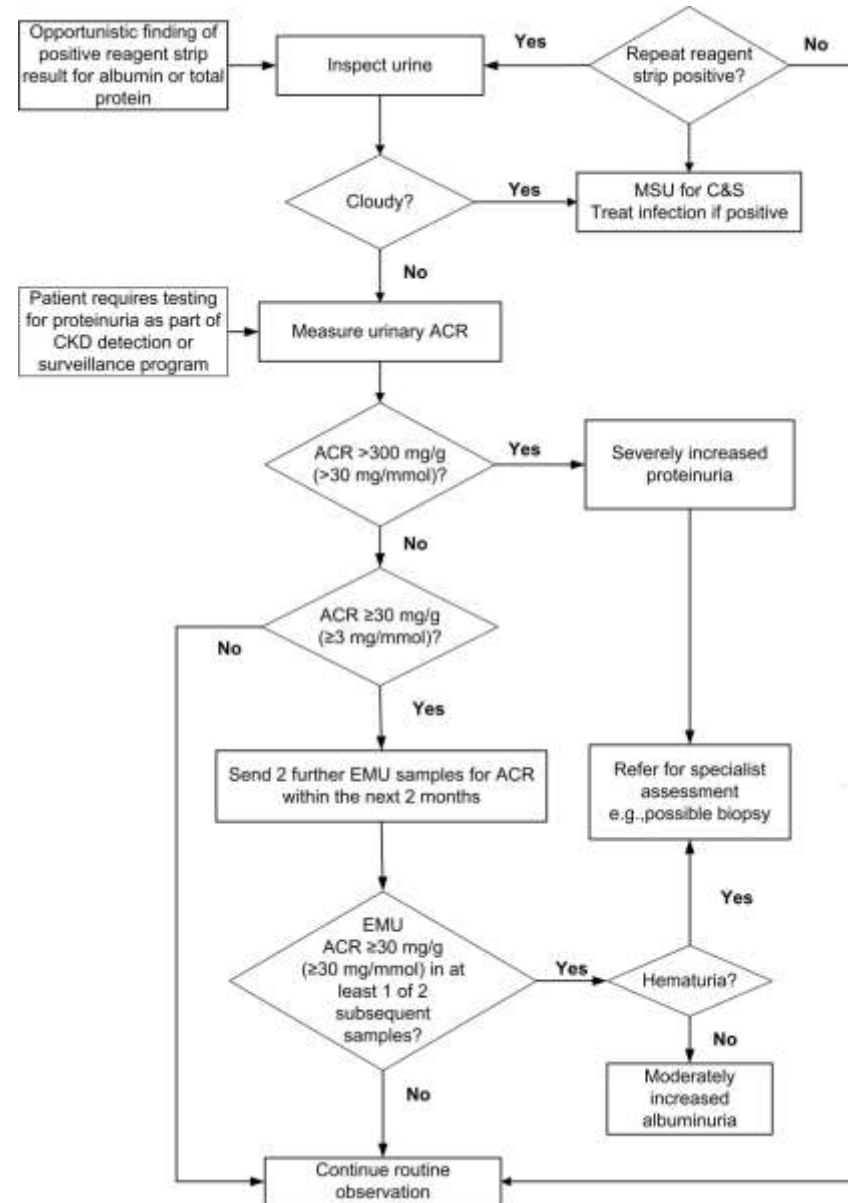 Opportunistic finding of
positive reagent strip
result for albumin or total
protein
Inspect urine
Yes
Repeat reagent
strip positive?
No
Cloudy?
Yes
MSU for C&S
Treat infection if positive
No
Patient requires testing
for proteinuria as part of
CKD detection or
surveillance program
Measure urinary ACR
ACR >300 mg/g
(>30 mg/mmol)?
Yes
Severely increased
proteinuria
No
ACR ≥30 mg/g
(≥3 mg/mmol)?
No
Yes
Send 2 further EMU samples for ACR
within the next 2 months
Refer for specialist
assessment
e.g.,possible biopsy
EMU
ACR ≥30 mg/g
(≥30 mg/mmol) in at
least 1 of 2
subsequent
samples?
Yes
Yes
Hematuria?
No
Moderately
increased
albuminuria
No
Continue routine
observation